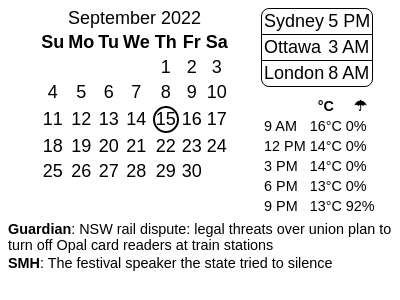 September 2022
Su Mo Tu We Th Fr Sa
1 2 3
4 5 6 7 8 9 10
11 12 13 14 15 16 17
18 19 20 21 22 23 24
25 26 27 28 29 30
Sydney 5 PM
Ottawa 3 AM
London 8 AM
°C ☂
9 AM 16°C 0%
12 PM 14°C 0%
3 PM 14°C 0%
6 PM 13°C 0%
9 PM 13°C 92%
Guardian: NSW rail dispute: legal threats over union plan to
turn off Opal card readers at train stations
SMH: The festival speaker the state tried to silence